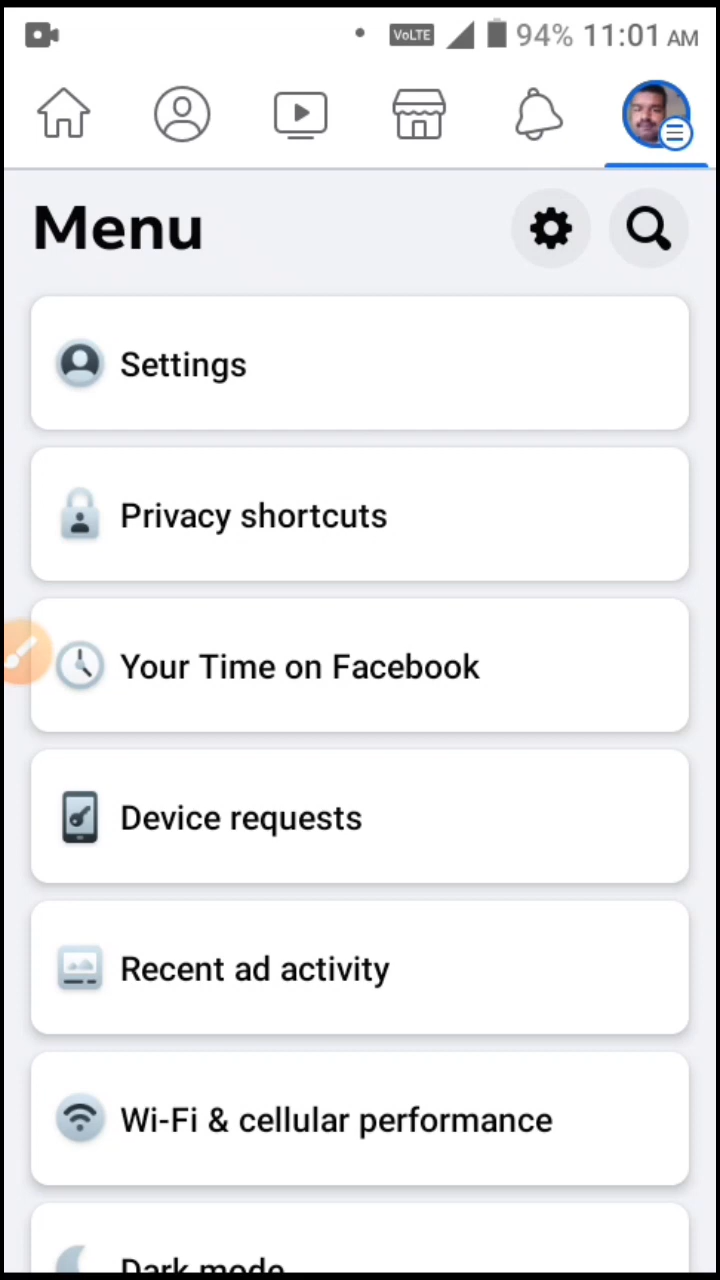 VoLTE 94% 11:01 AM
Menu
Settings
Privacy shortcuts
Your Time on Facebook
Device requests
Recent ad activity
Wi-Fi & cellular performance
Dark mode